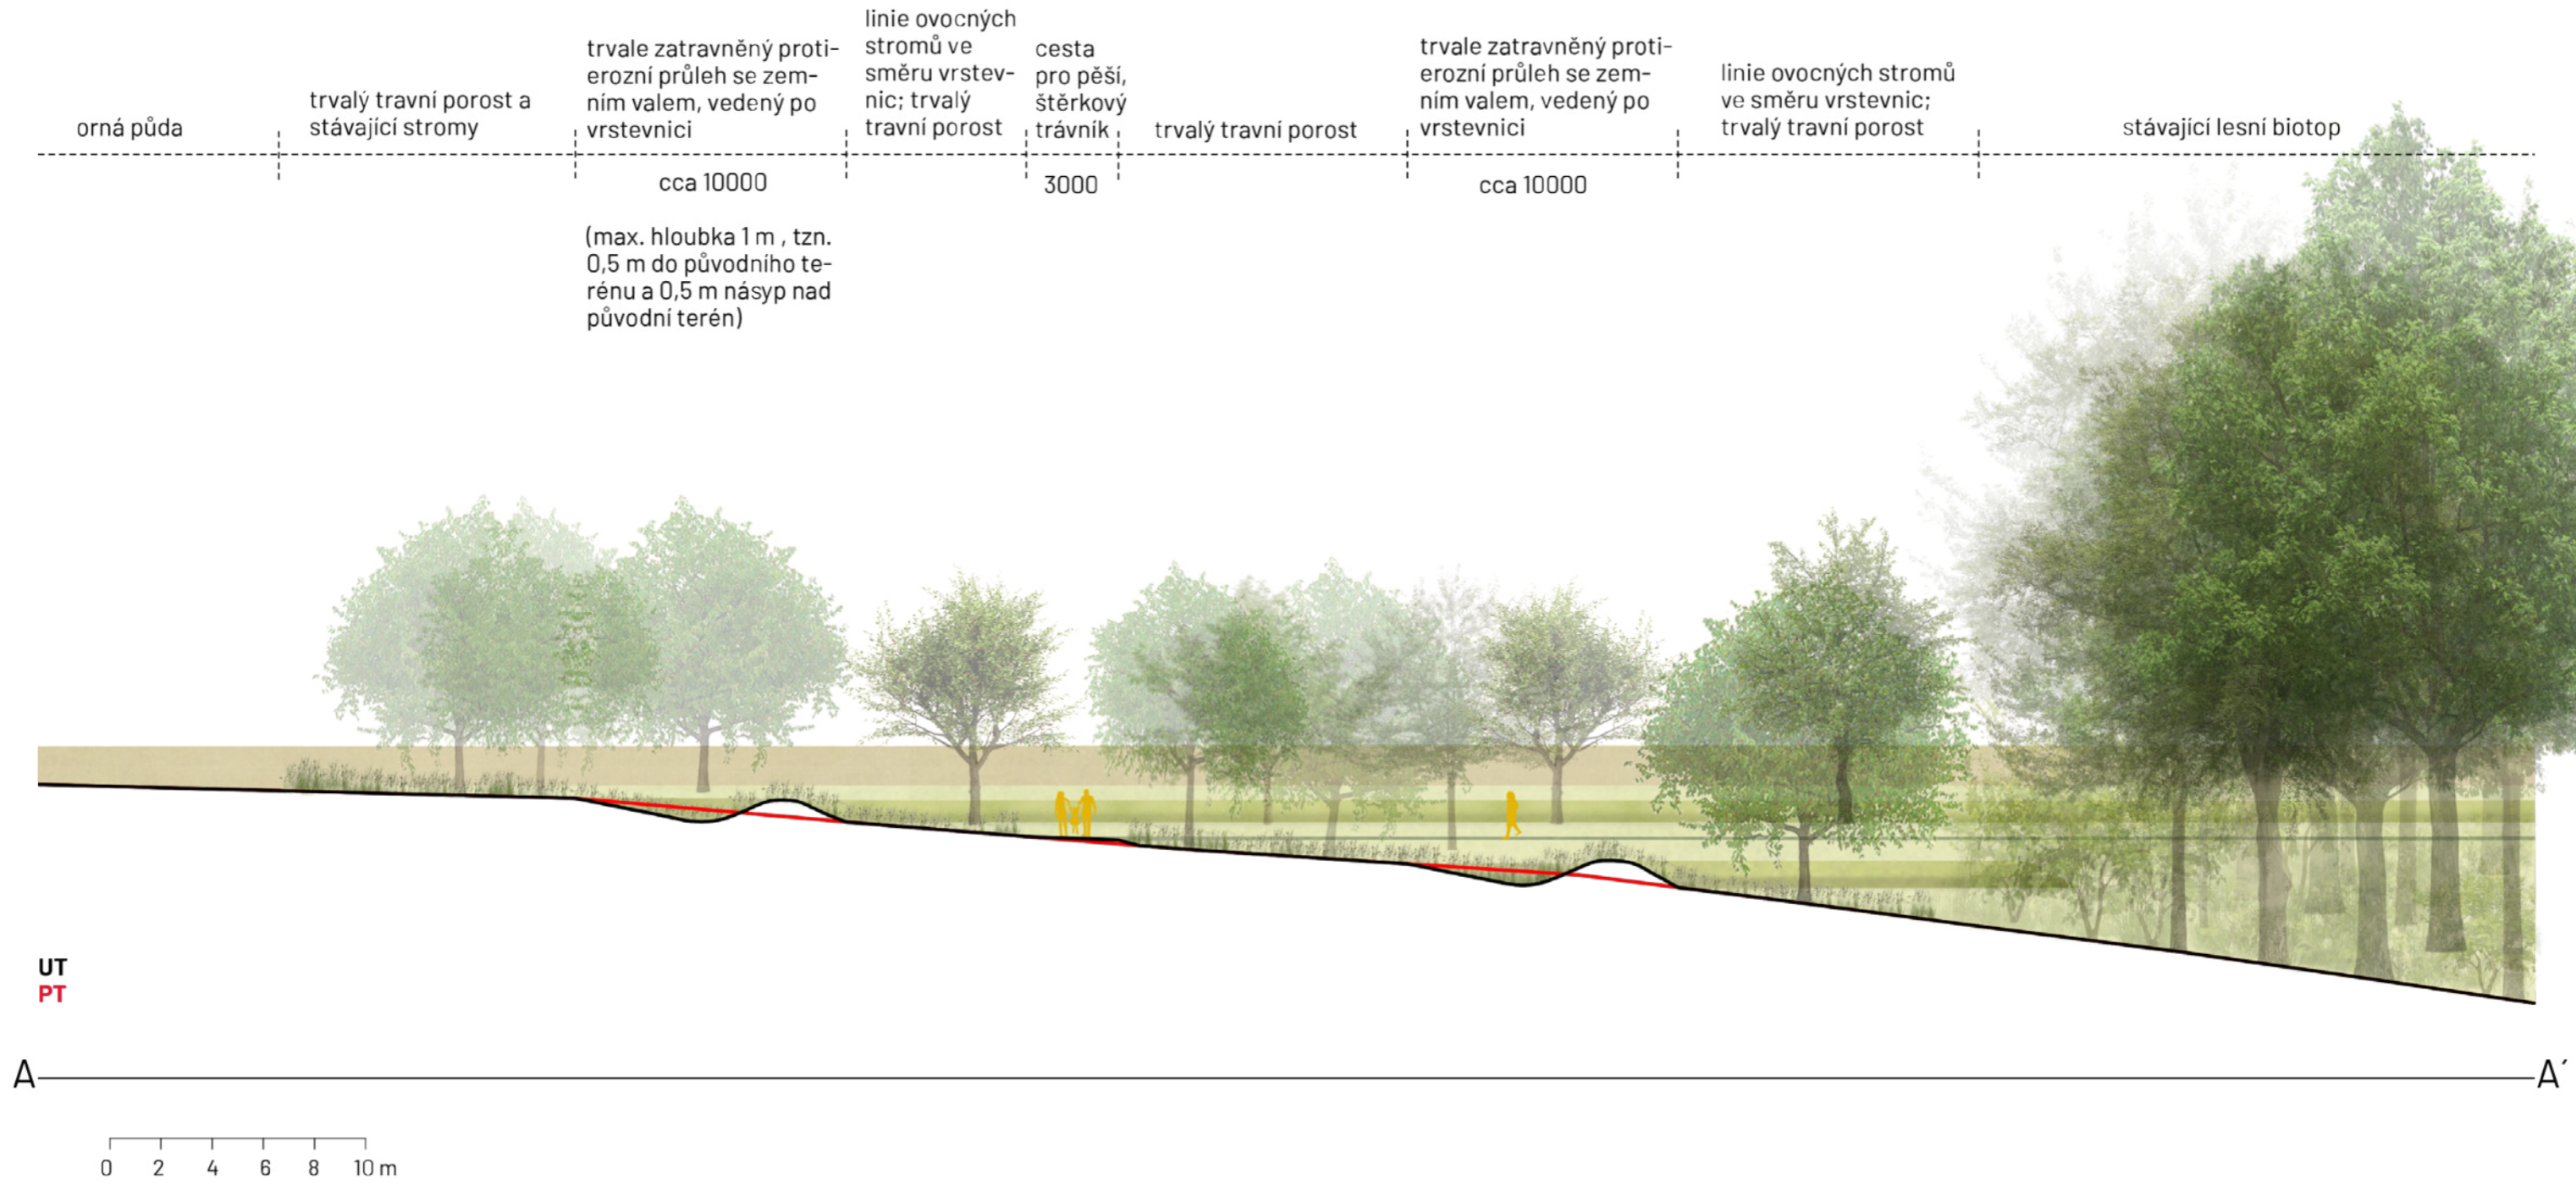 orná půda
trvalý travní porost a
stávající stromy
trvale zatravněný proti-
erozní průleh se zem-
ním valem, vedený po
vrstevnici
linie ovocných
stromů ve
směru vrstev-
nic; trvalý
travní porost
cesta
pro pěší,
štěrkový
trávník
trvalý travní porost
trvale zatravněný proti-
erozní průleh se zem-
ním valem, vedený po
vrstevnici
linie ovocných stromů
ve směru vrstevnic;
trvalý travní porost
stávající lesní biotop
cca 10000
3000
cca 10000
(max. hloubka 1 m , tzn.
0,5 m do původního te-
rénu a 0,5 m násyp nad
původní terén)
UT
PT
A
A´
0 2 4 6 8 10 m